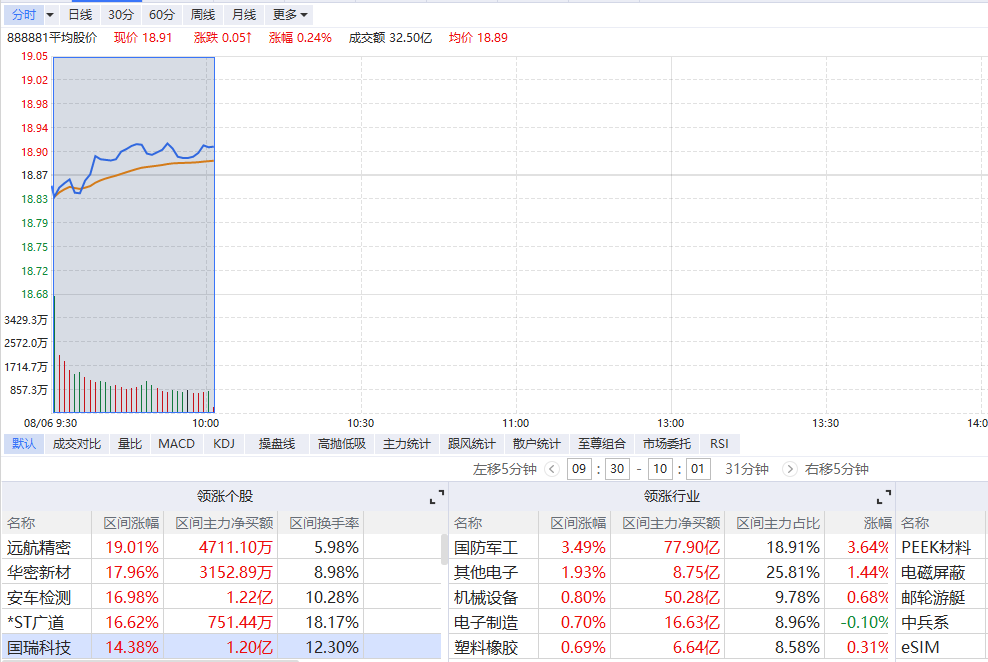 分时 日线 30分 60分 周线 月线 更多
888881平均股价 现价 18.91 涨跌 0.05↑ 涨幅 0.24% 成交额 32.50亿 均价 18.89
19.05
19.02
18.98
18.94
18.90
18.87
18.83
18.79
18.75
18.72
18.68
3429.3万
2572.0万
1714.7万
857.3万
08/06 9:30 10:00 10:30 11:00 13:00 13:30 14:0
默认 成交对比 量比 MACD KDJ 操盘线 高抛低吸 主力统计 跟风统计 散户统计 至尊组合 市场委托 RSI
左移5分钟 09 : 30 - 10 : 01 31分钟 右移5分钟
领涨个股 领涨行业
名称 区间涨幅 区间主力净买额 区间换手率 名称 区间涨幅 区间主力净买额 区间主力占比 涨幅 名称
远航精密 19.01% 4711.10万 5.98% 国防军工 3.49% 77.90亿 18.91% 3.64% PEEK材料
华密新材 17.96% 3152.89万 8.98% 其他电子 1.93% 8.75亿 25.81% 1.44% 电磁屏蔽
安车检测 16.98% 1.22亿 10.28% 机械设备 0.80% 50.28亿 9.78% 0.68% 邮轮游艇
*ST广道 16.62% 751.44万 18.17% 电子制造 0.70% 16.63亿 8.96% -0.10% 中兵系
国瑞科技 14.38% 1.20亿 12.30% 塑料橡胶 0.69% 6.64亿 8.58% 0.31% eSIM